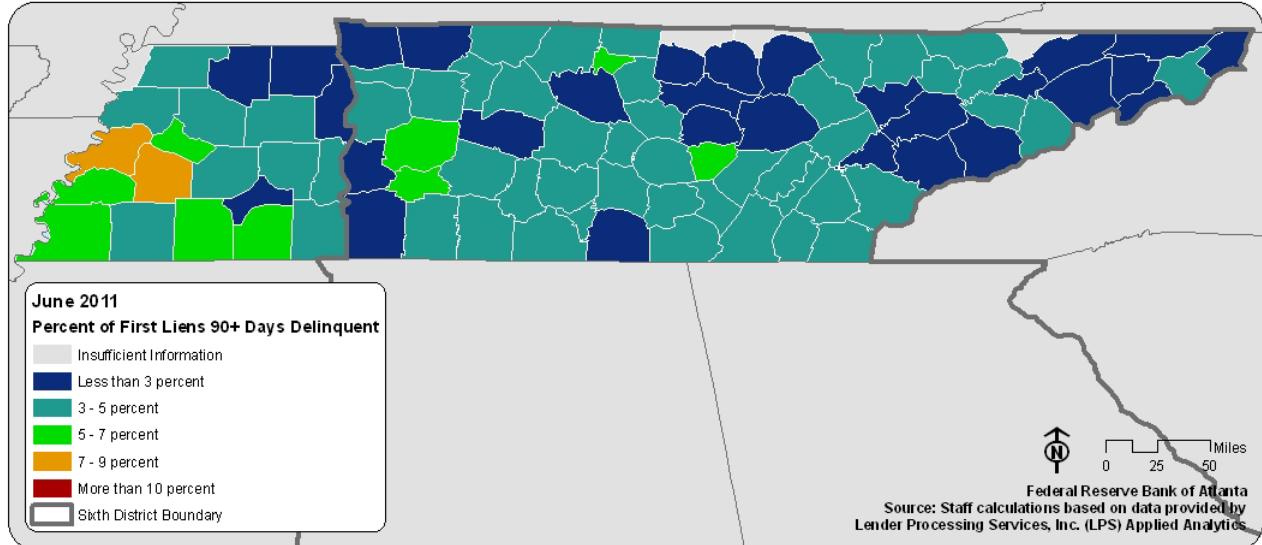 June 2011
Percent of First Liens 90+ Days Delinquent
Insufficient Information
Less than 3 percent
3 - 5 percent
5 - 7 percent
7 - 9 percent
More than 10 percent
Sixth District Boundary
N
Miles
0 25 50
Federal Reserve Bank of Atlanta
Source: Staff calculations based on data provided by
Lender Processing Services, Inc. (LPS) Applied Analytics